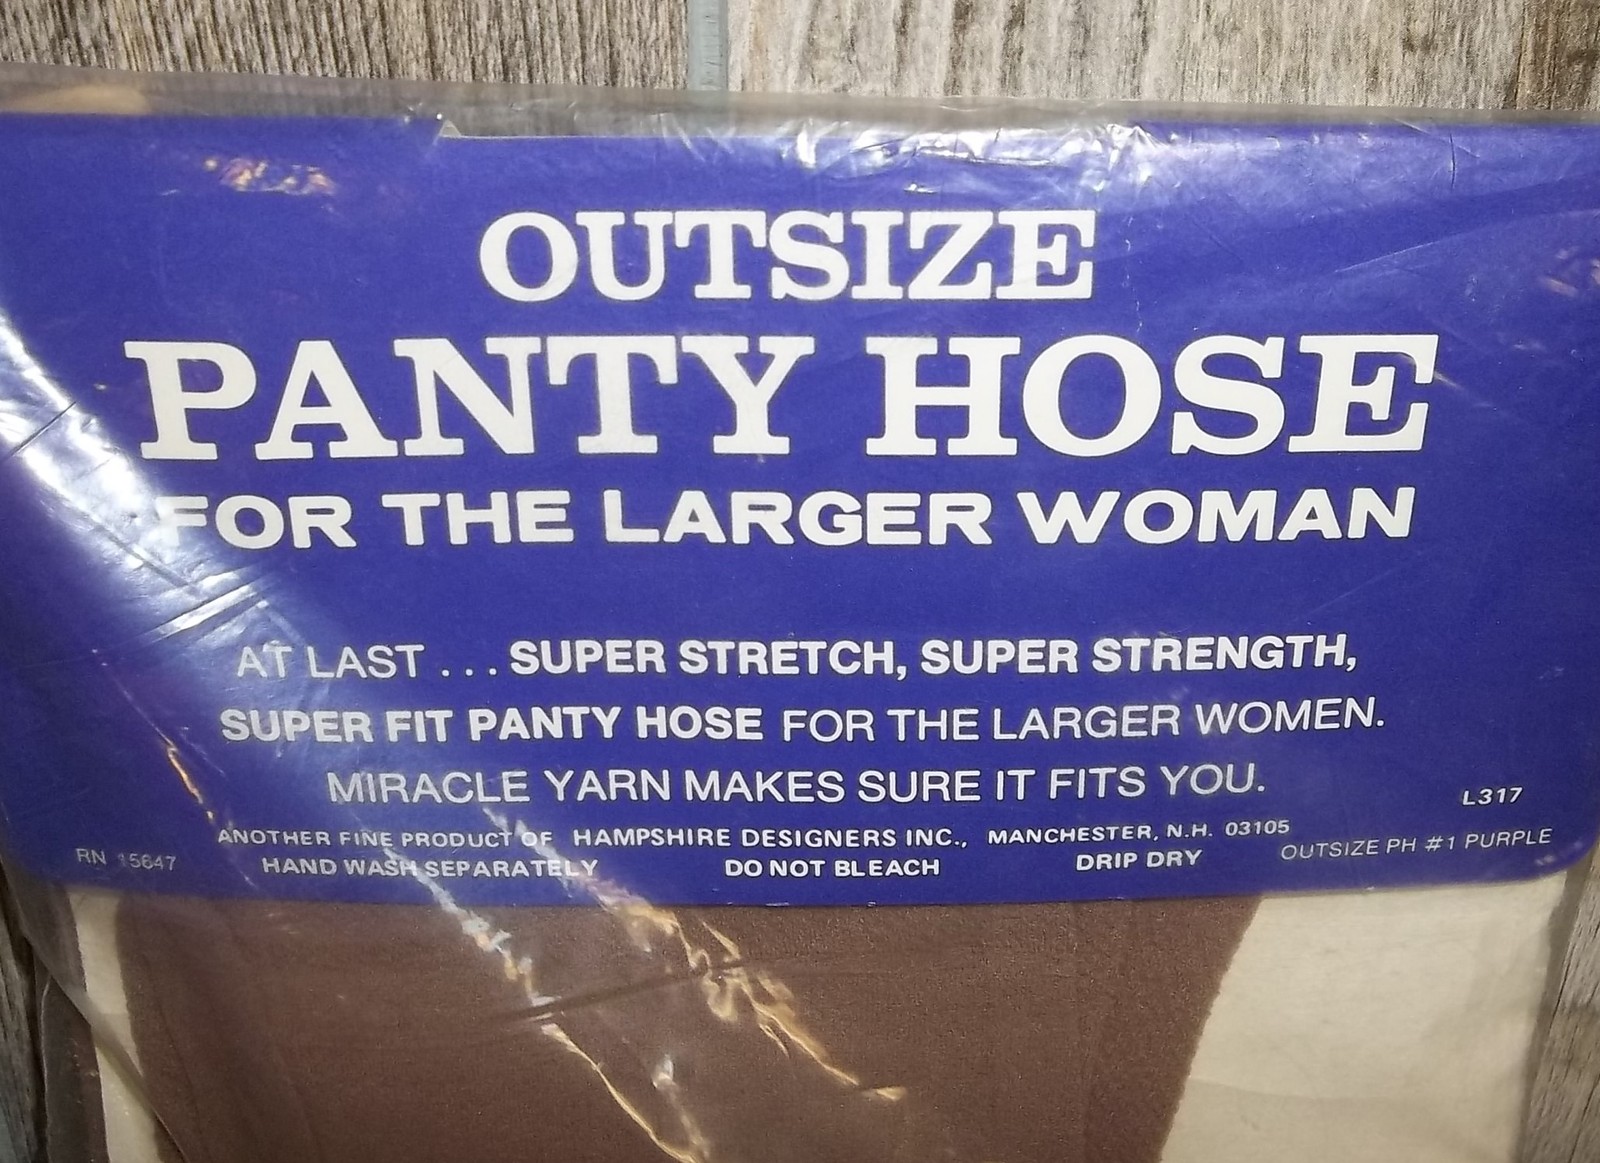 OUTSIZE
PANTY HOSE
FOR THE LARGER WOMAN
AT LAST . . . SUPER STRETCH, SUPER STRENGTH,
SUPER FIT PANTY HOSE FOR THE LARGER WOMEN.
MIRACLE YARN MAKES SURE IT FITS YOU.
L317
ANOTHER FINE PRODUCT OF HAMPSHIRE DESIGNERS INC., MANCHESTER, N.H. 03105
RN 15647 HAND WASH SEPARATELY DO NOT BLEACH DRIP DRY OUTSIZE PH #1 PURPLE